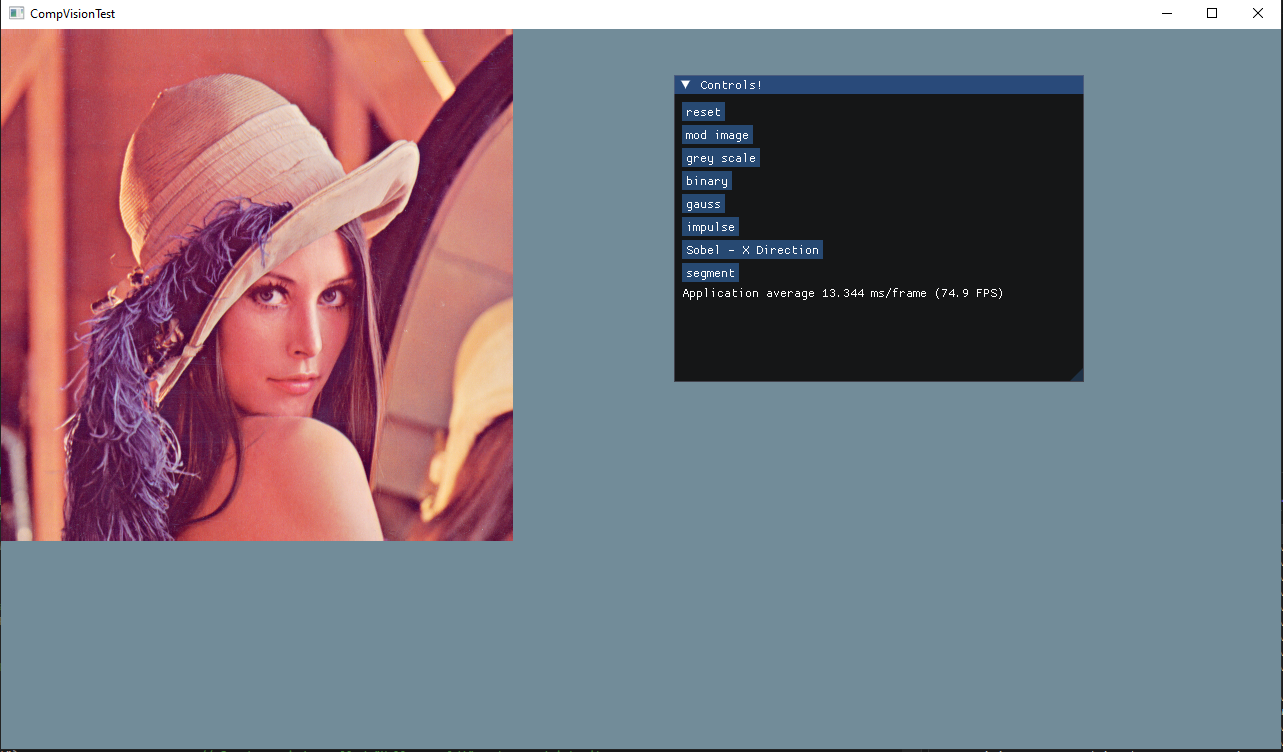 CompVisionTest
Controls!
reset
mod image
grey scale
binary
gauss
impulse
Sobel - X Direction
segment
Application average 13.344 ms/frame (74.9 FPS)